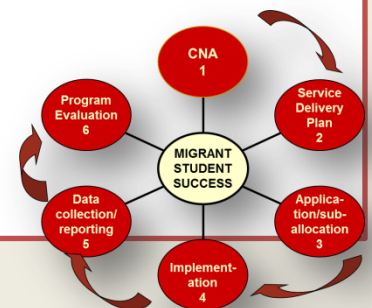 CNA
1
Service
Delivery
Plan
2
Applica-
tion/sub-
allocation
3
Implement-
ation
4
Data
collection/
reporting
5
Program
Evaluation
6
MIGRANT
STUDENT
SUCCESS